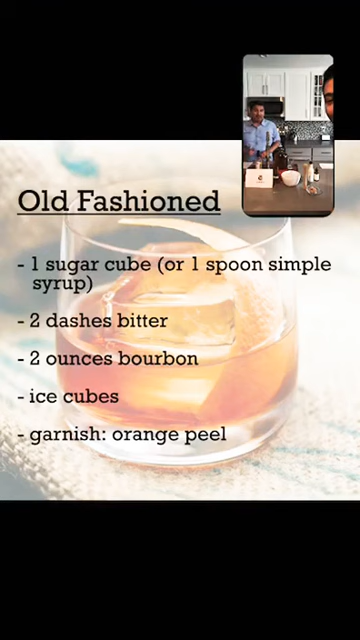 Old Fashioned
- 1 sugar cube (or 1 spoon simple
syrup)
- 2 dashes bitter
- 2 ounces bourbon
- ice cubes
- garnish: orange peel